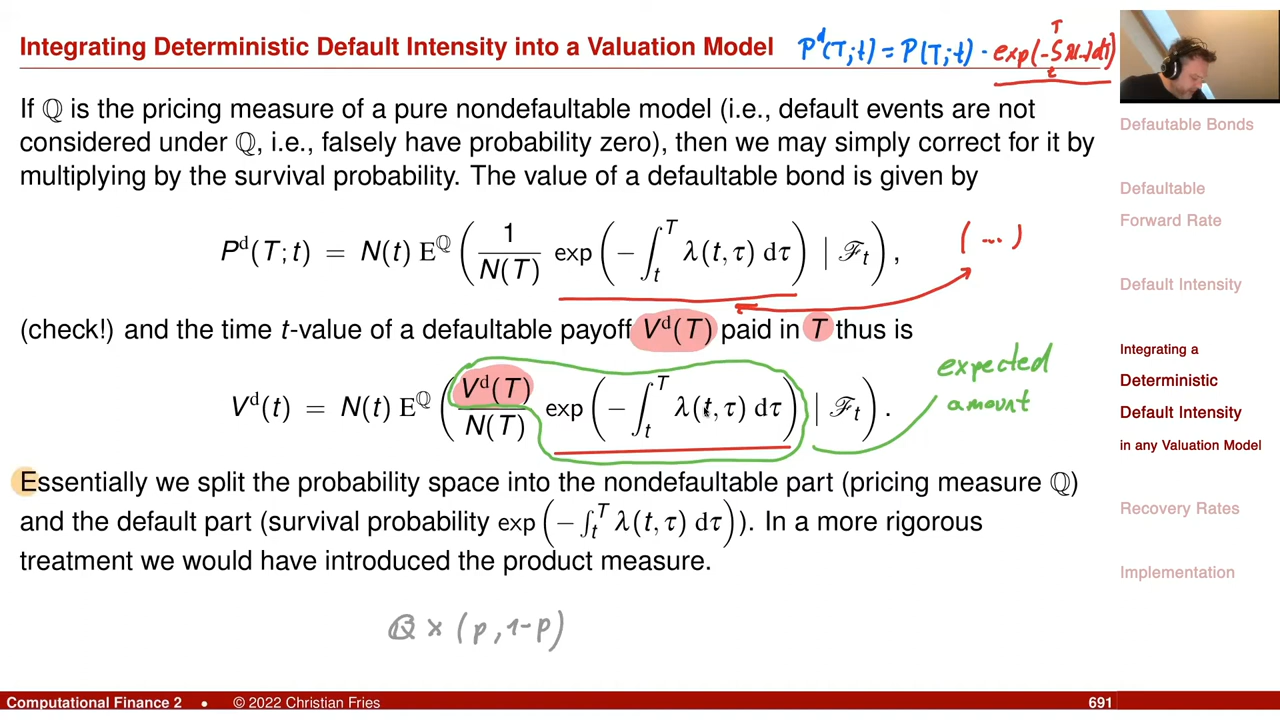 Integrating Deterministic Default Intensity into a Valuation Model
P^d(T;t) = P(T;t) · exp(-∫_t^T λ(-) dτ)
If ℚ is the pricing measure of a pure nondefaultable model (i.e., default events are not
considered under ℚ, i.e., falsely have probability zero), then we may simply correct for it by
multiplying by the survival probability. The value of a defaultable bond is given by
P^d(T;t) = N(t) E^ℚ ( 1/N(T) exp ( − ∫_t^T λ(t,τ) dτ ) | ℱ_t ) ,
( ... )
(check!) and the time t-value of a defaultable payoff V^d(T) paid in T thus is
V^d(t) = N(t) E^ℚ ( V^d(T)/N(T) exp ( − ∫_t^T λ(t,τ) dτ ) | ℱ_t ) .
expected
amount
Essentially we split the probability space into the nondefaultable part (pricing measure ℚ)
and the default part (survival probability exp ( − ∫_t^T λ(t,τ) dτ )). In a more rigorous
treatment we would have introduced the product measure.
ℚ × (p, 1-p)
Defautable Bonds
Defaultable
Forward Rate
Default Intensity
Integrating a
Deterministic
Default Intensity
in any Valuation Model
Recovery Rates
Implementation
Computational Finance 2 • © 2022 Christian Fries 691